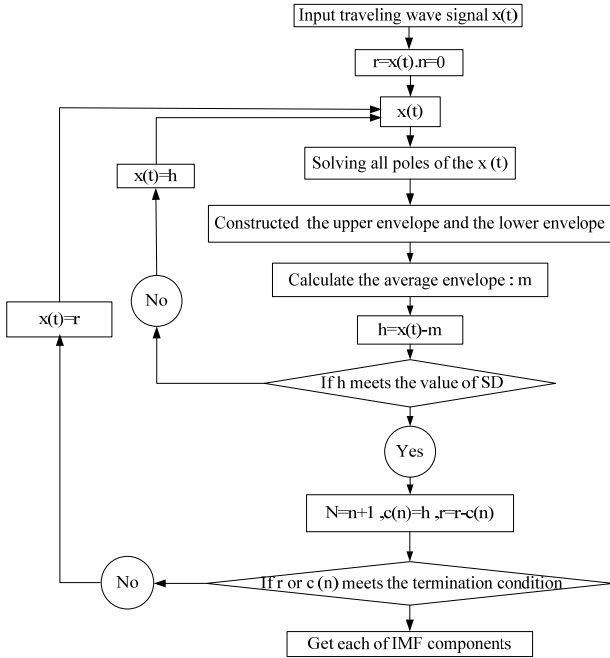 Input traveling wave signal x(t)
r=x(t).n=0
x(t)
Solving all poles of the x (t)
x(t)=h
Constructed the upper envelope and the lower envelope
Calculate the average envelope : m
No
x(t)=r
h=x(t)-m
If h meets the value of SD
Yes
N=n+1 ,c(n)=h ,r=r-c(n)
No
If r or c (n) meets the termination condition
Get each of IMF components